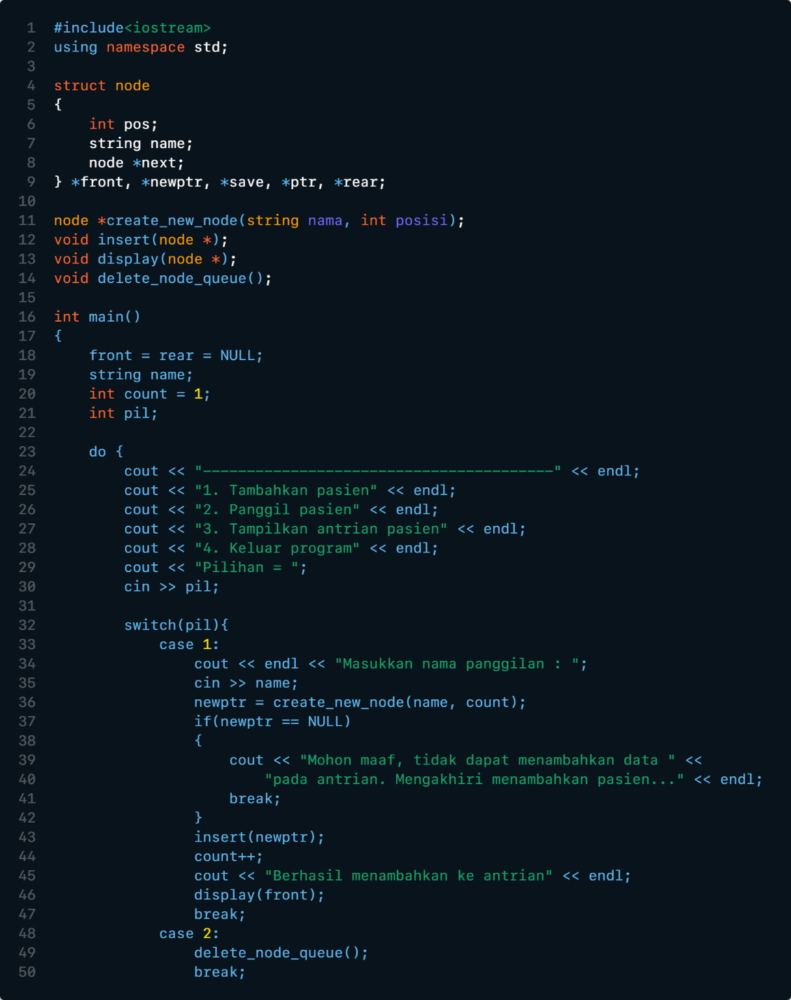 1 #include<iostream>
2 using namespace std;
3
4 struct node
5 {
6     int pos;
7     string name;
8     node *next;
9 } *front, *newptr, *save, *ptr, *rear;
10
11 node *create_new_node(string nama, int posisi);
12 void insert(node *);
13 void display(node *);
14 void delete_node_queue();
15
16 int main()
17 {
18     front = rear = NULL;
19     string name;
20     int count = 1;
21     int pil;
22
23     do {
24         cout << "----------------------------------------" << endl;
25         cout << "1. Tambahkan pasien" << endl;
26         cout << "2. Panggil pasien" << endl;
27         cout << "3. Tampilkan antrian pasien" << endl;
28         cout << "4. Keluar program" << endl;
29         cout << "Pilihan = ";
30         cin >> pil;
31
32         switch(pil){
33             case 1:
34                 cout << endl << "Masukkan nama panggilan : ";
35                 cin >> name;
36                 newptr = create_new_node(name, count);
37                 if(newptr == NULL)
38                 {
39                     cout << "Mohon maaf, tidak dapat menambahkan data " <<
40                         "pada antrian. Mengakhiri menambahkan pasien..." << endl;
41                     break;
42                 }
43                 insert(newptr);
44                 count++;
45                 cout << "Berhasil menambahkan ke antrian" << endl;
46                 display(front);
47                 break;
48             case 2:
49                 delete_node_queue();
50                 break;